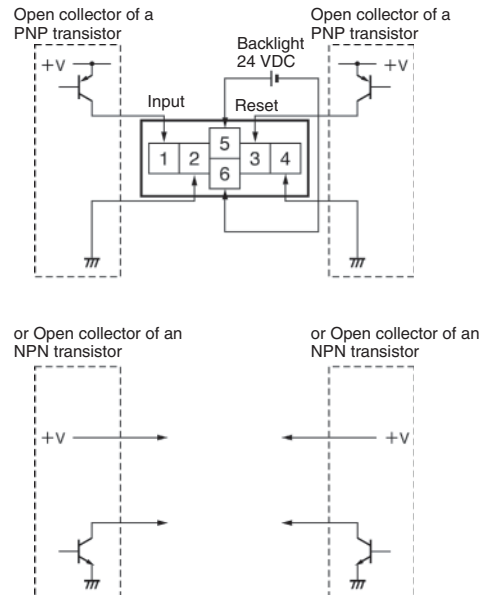 Open collector of a
PNP transistor
Open collector of a
PNP transistor
Backlight
24 VDC
+V
+V
Input
Reset
1
2
5
6
3
4
or Open collector of an
NPN transistor
or Open collector of an
NPN transistor
+V
+V